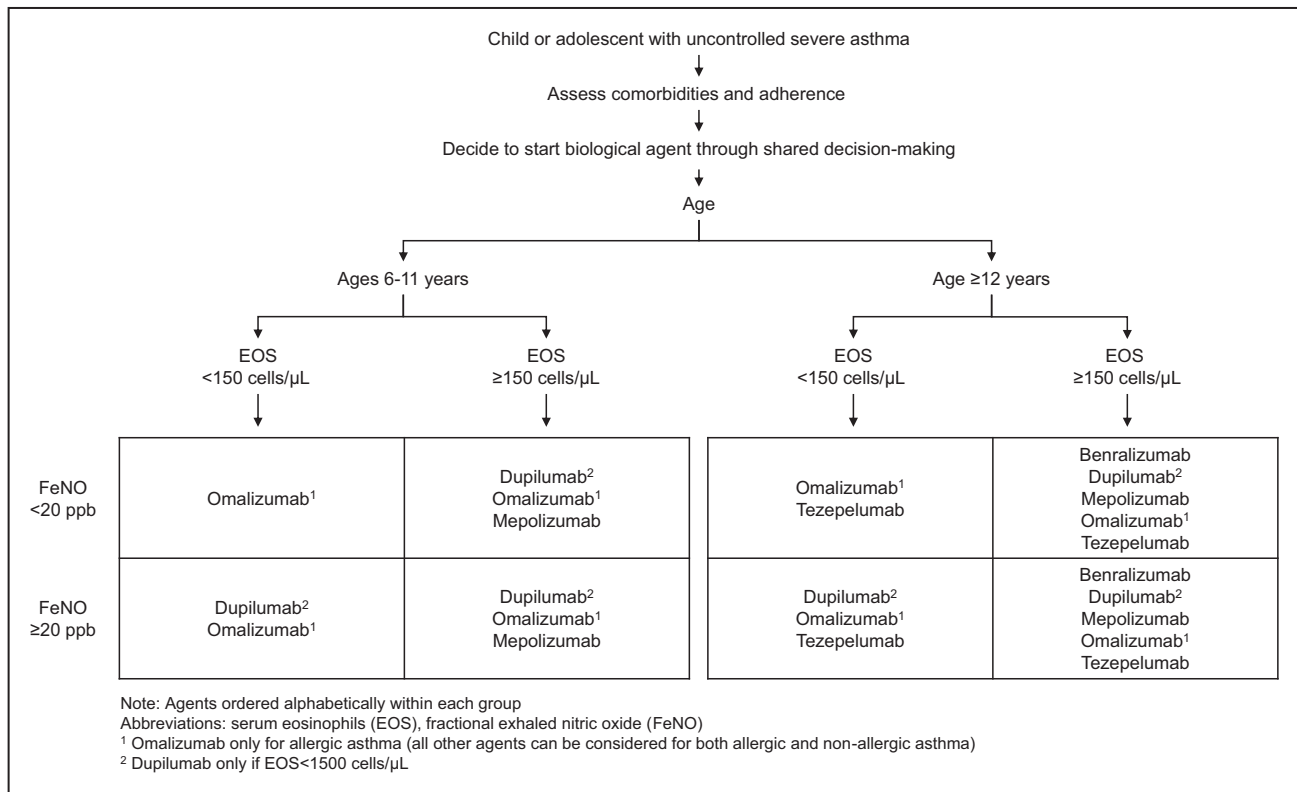 Child or adolescent with uncontrolled severe asthma
Assess comorbidities and adherence
Decide to start biological agent through shared decision-making
Age
Ages 6-11 years
Age ≥12 years
EOS
<150 cells/µL
EOS
≥150 cells/µL
EOS
<150 cells/µL
EOS
≥150 cells/µL
FeNO
<20 ppb
Omalizumab¹
Dupilumab²
Omalizumab¹
Mepolizumab
Omalizumab¹
Tezepelumab
Benralizumab
Dupilumab²
Mepolizumab
Omalizumab¹
Tezepelumab
FeNO
≥20 ppb
Dupilumab²
Omalizumab¹
Dupilumab²
Omalizumab¹
Mepolizumab
Dupilumab²
Omalizumab¹
Tezepelumab
Benralizumab
Dupilumab²
Mepolizumab
Omalizumab¹
Tezepelumab
Note: Agents ordered alphabetically within each group
Abbreviations: serum eosinophils (EOS), fractional exhaled nitric oxide (FeNO)
¹ Omalizumab only for allergic asthma (all other agents can be considered for both allergic and non-allergic asthma)
² Dupilumab only if EOS<1500 cells/µL